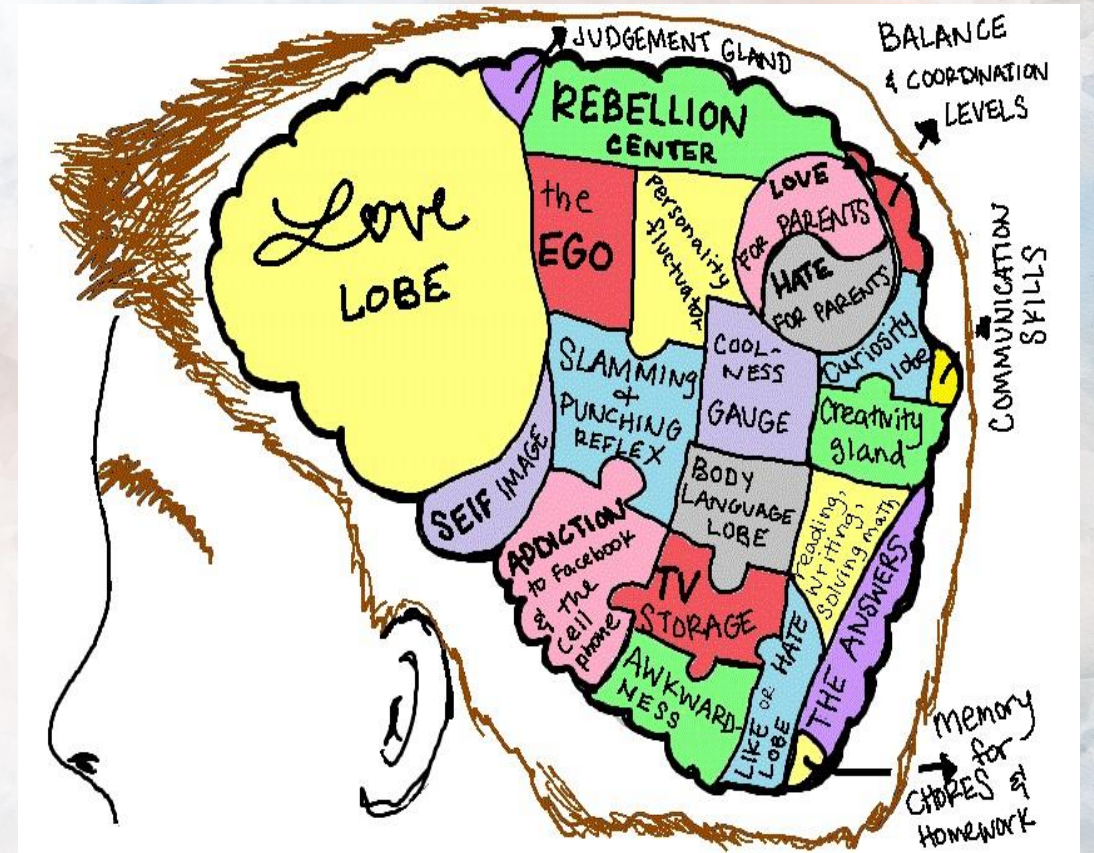 JUDGEMENT GLAND
BALANCE
& COORDINATION
LEVELS
REBELLION
CENTER
Love
LOBE
the
EGO
Personality
fluctuator
LOVE
FOR PARENTS
HATE
FOR PARENTS
COMMUNICATION
SKILLS
SLAMMING
&
PUNCHING
REFLEX
COOL-
NESS
GAUGE
Curiosity
lobe
Creativity
gland
SElF IMAGE
BODY
LANGUAGE
LOBE
reading,
writing,
solving math
ADDICTION
to Facebook
& the
cell
phone
TV
STORAGE
THE ANSWERS
AWKWARD-
NESS
LIKE OR HATE
LOBE
memory
for
CHORES &
HOMEWORK